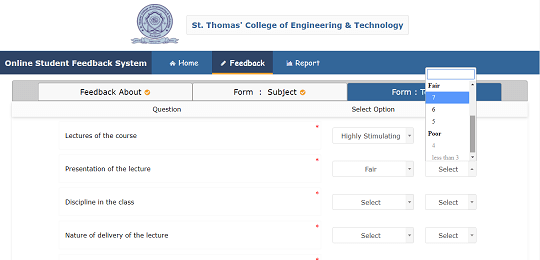 St. Thomas' College of Engineering & Technology
Online Student Feedback System Home Feedback Report
Feedback About Form : Subject Form : T
Question Select Option
Fair
7
6
5
Poor
4
less than 3
Lectures of the course * Highly Stimulating
Presentation of the lecture * Fair Select
Discipline in the class * Select Select
Nature of delivery of the lecture * Select Select
*